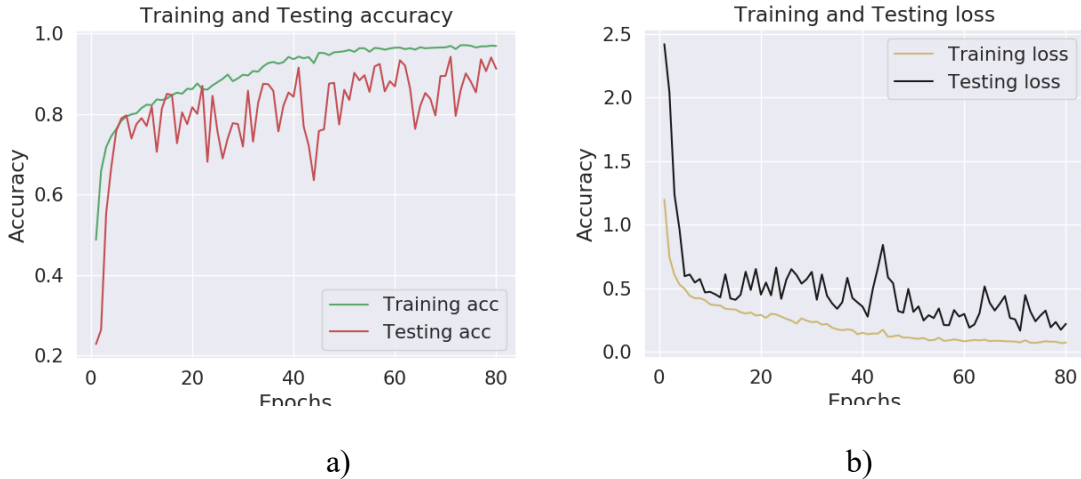 Training and Testing accuracy
Accuracy
1.0
0.8
0.6
0.4
0.2
Training acc
Testing acc
0
20
40
60
80
Epochs
a)
Training and Testing loss
Accuracy
2.5
2.0
1.5
1.0
0.5
0.0
Training loss
Testing loss
0
20
40
60
80
Epochs
b)